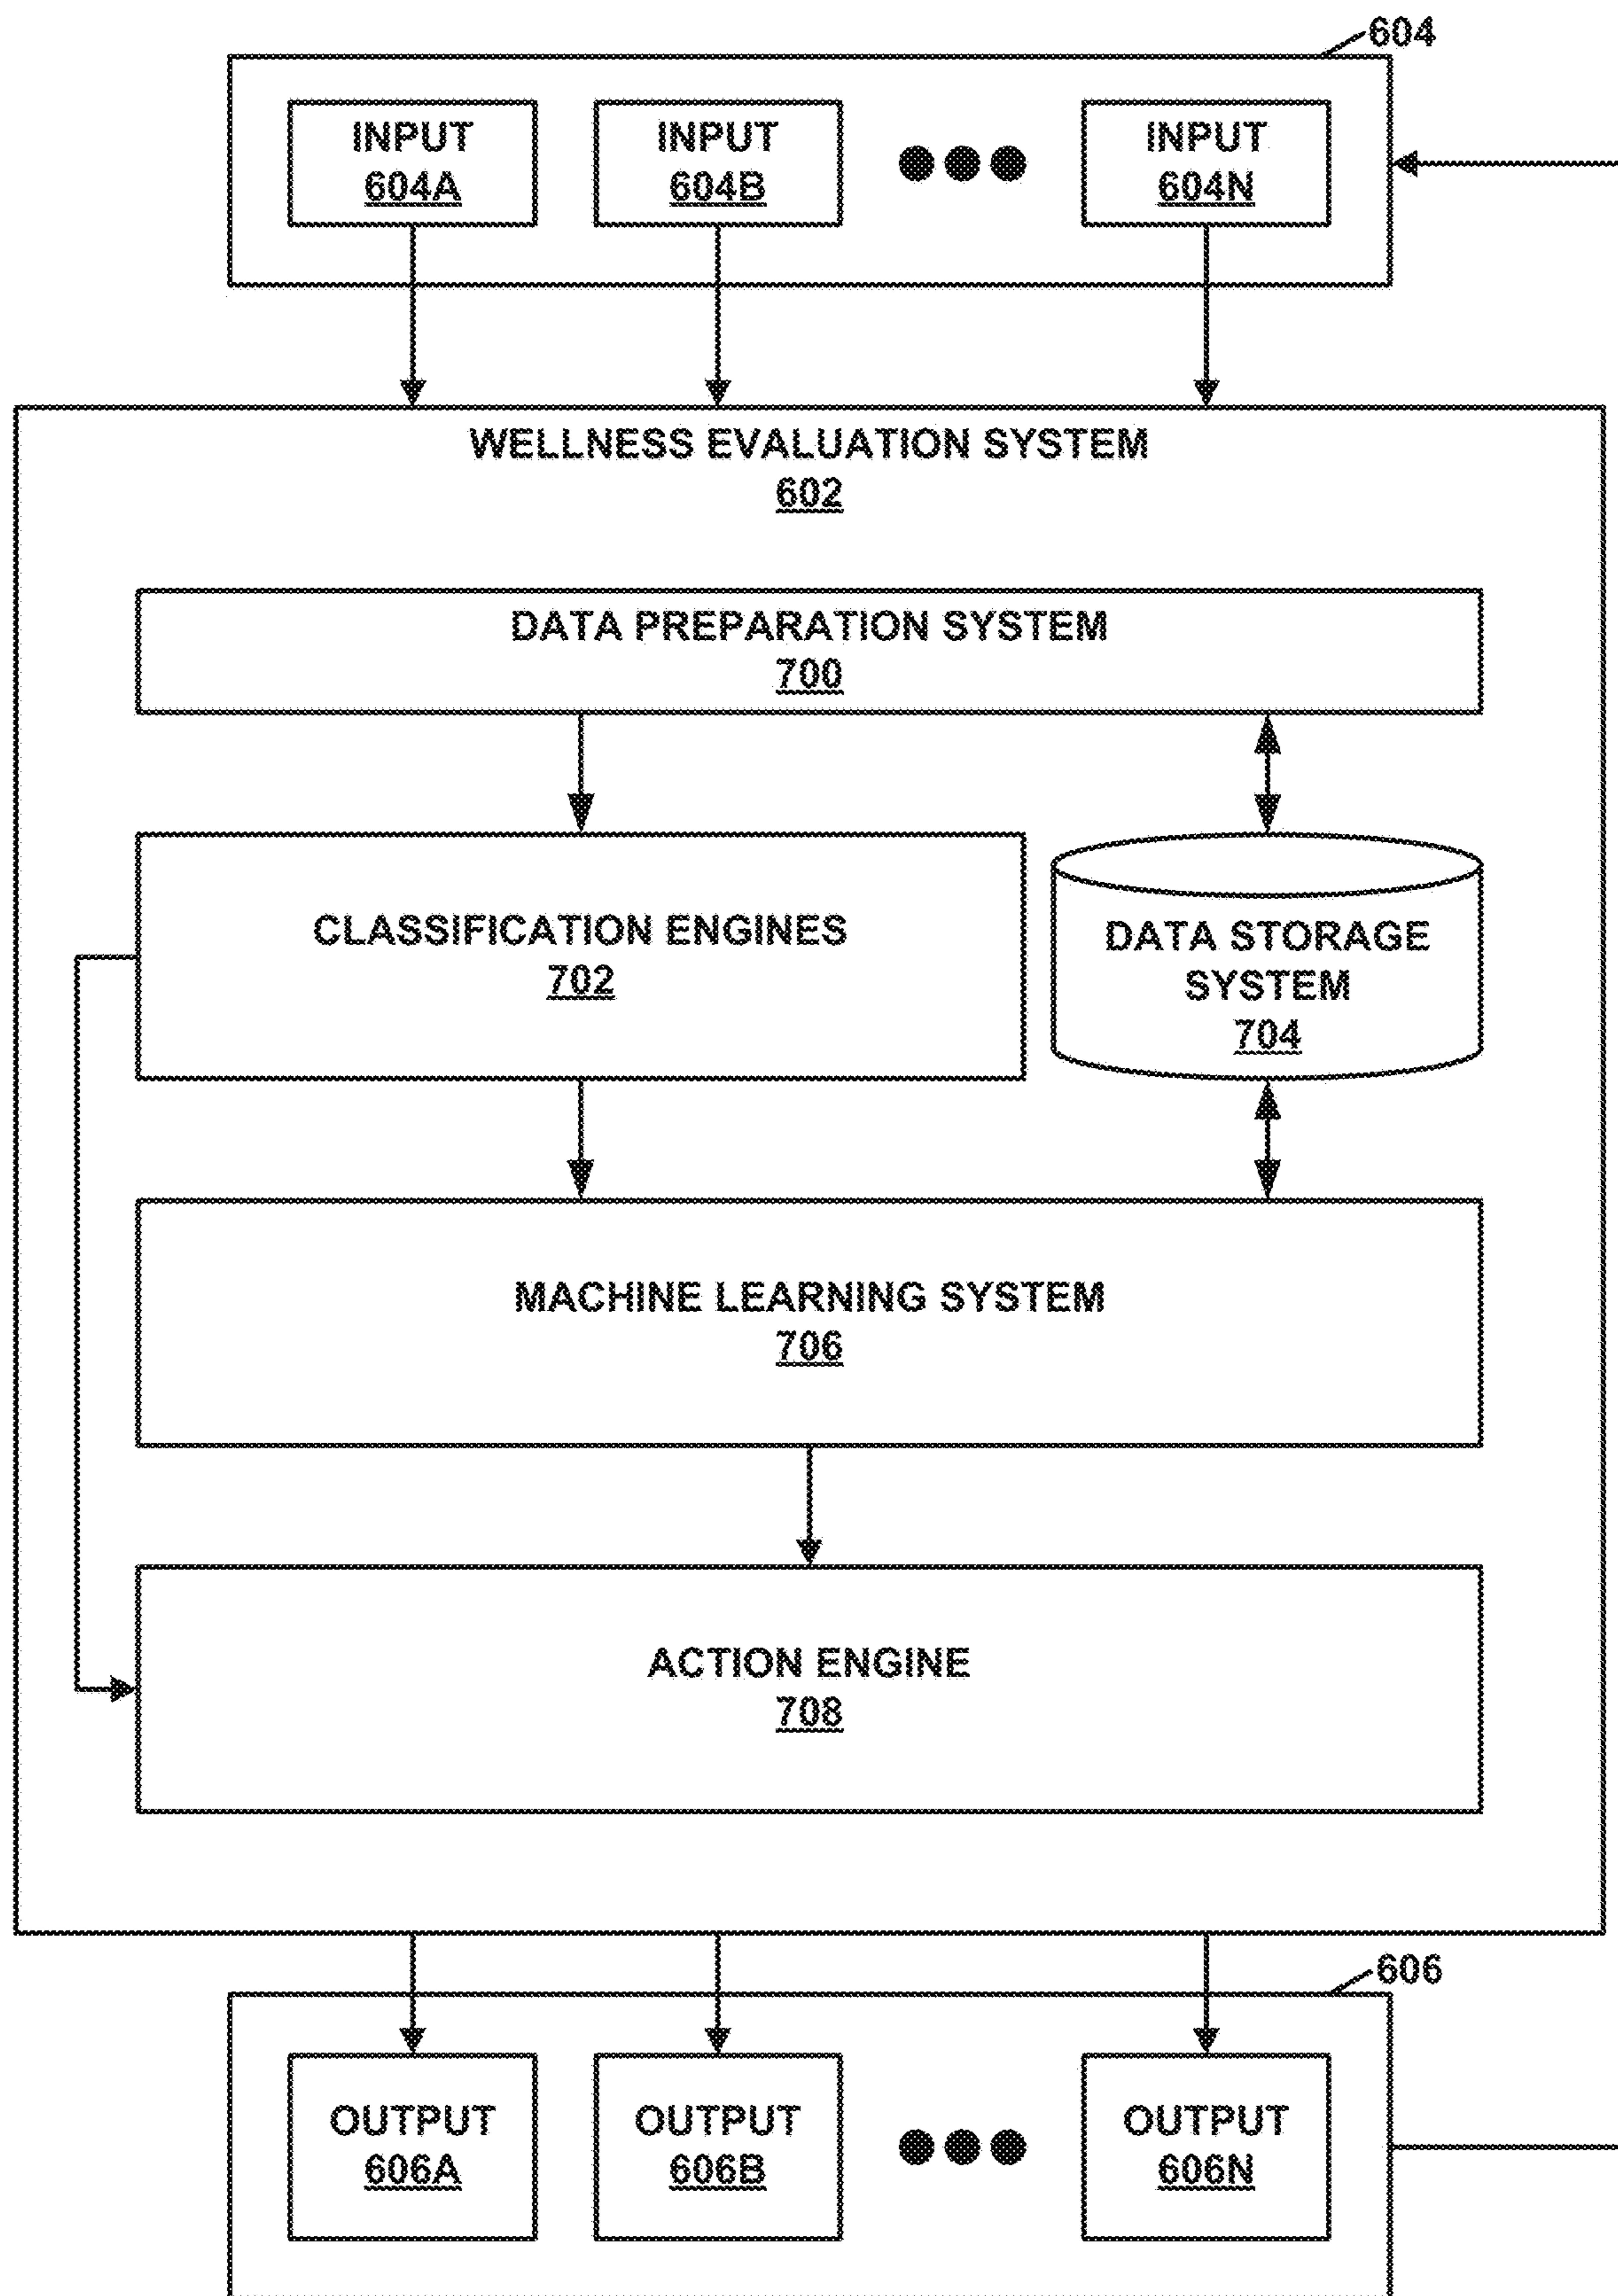 604
INPUT
604A
INPUT
604B
INPUT
604N
WELLNESS EVALUATION SYSTEM
602
DATA PREPARATION SYSTEM
700
CLASSIFICATION ENGINES
702
DATA STORAGE
SYSTEM
704
MACHINE LEARNING SYSTEM
706
ACTION ENGINE
708
606
OUTPUT
606A
OUTPUT
606B
OUTPUT
606N